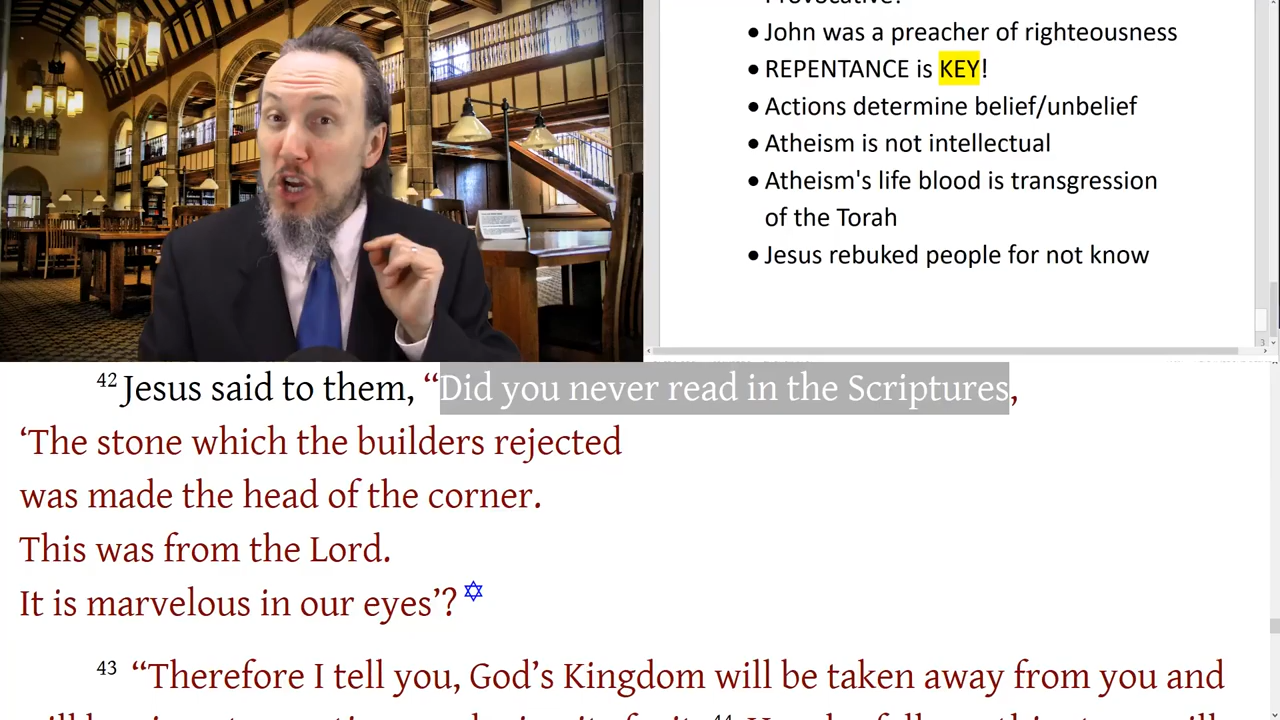 John was a preacher of righteousness
REPENTANCE is KEY!
Actions determine belief/unbelief
Atheism is not intellectual
Atheism's life blood is transgression
of the Torah
Jesus rebuked people for not know
42 Jesus said to them, “Did you never read in the Scriptures,
‘The stone which the builders rejected
was made the head of the corner.
This was from the Lord.
It is marvelous in our eyes’?
43 “Therefore I tell you, God’s Kingdom will be taken away from you and